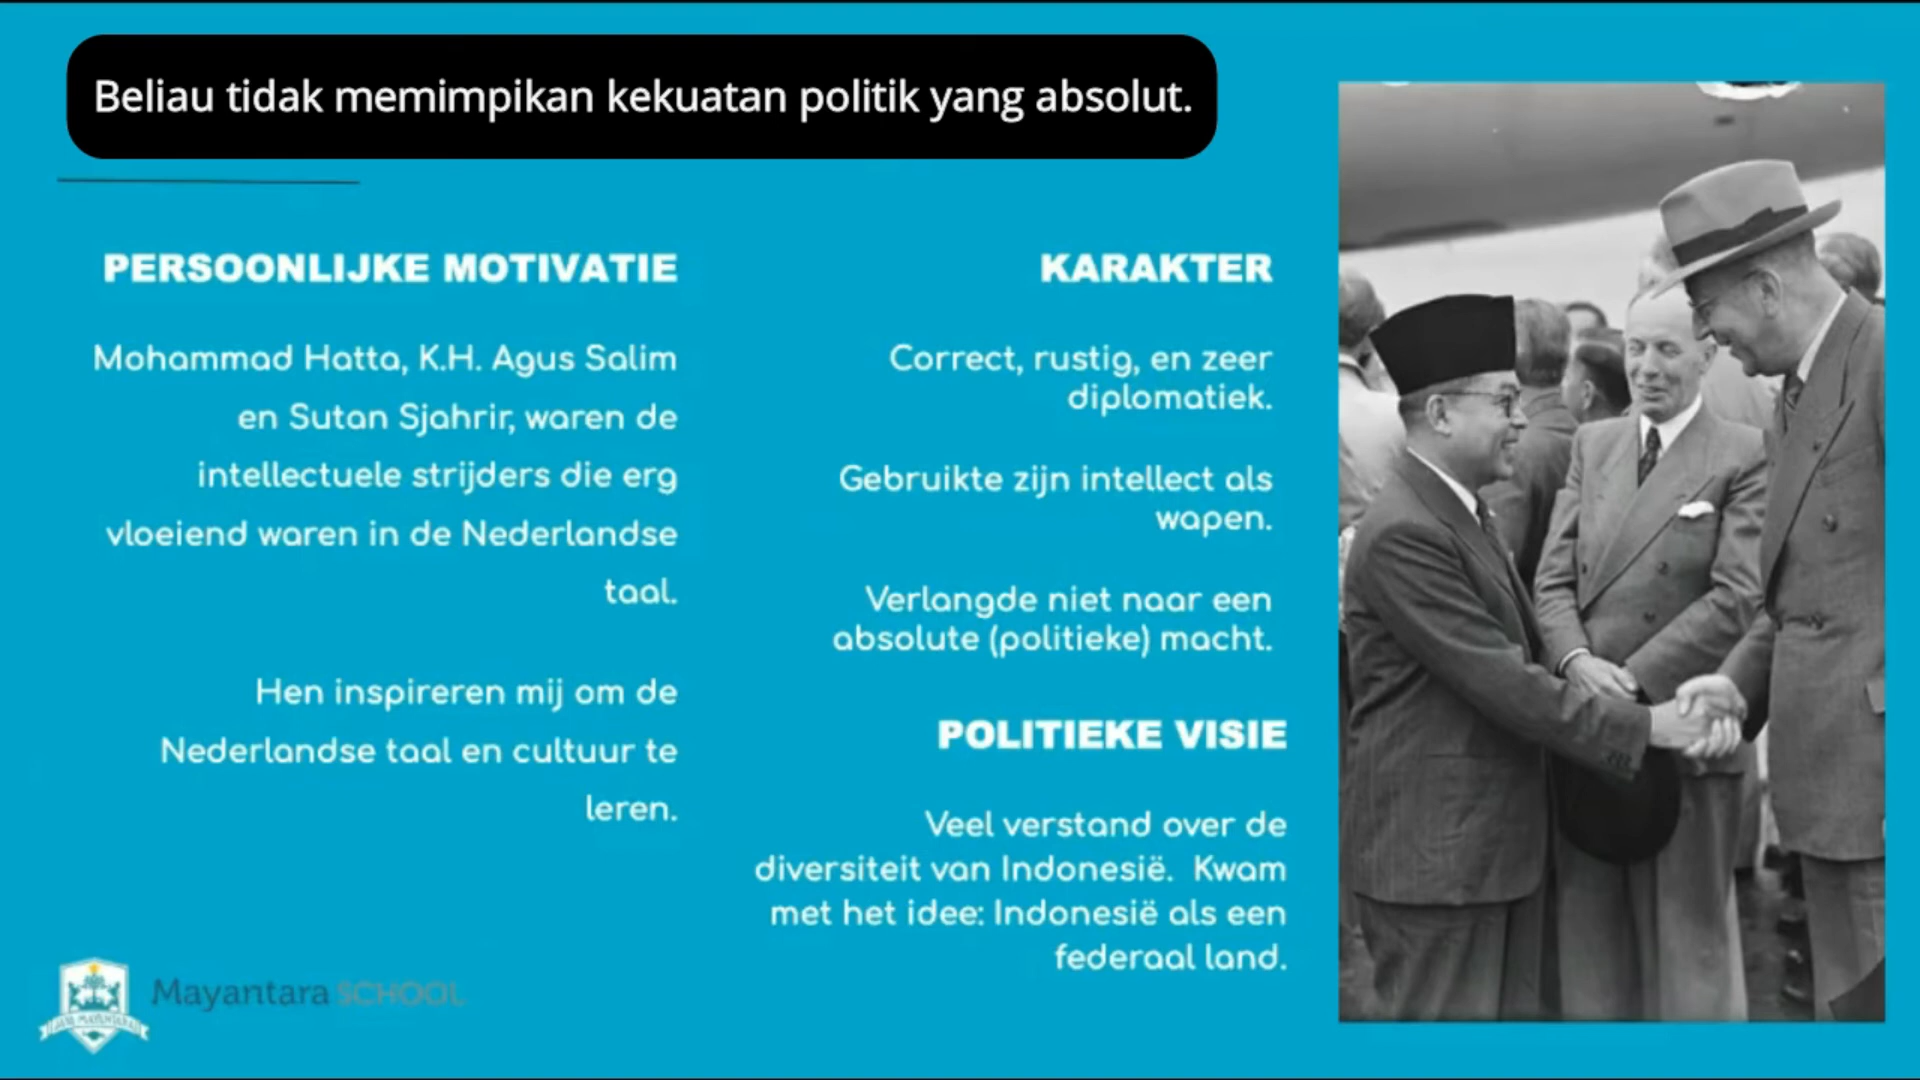 Beliau tidak memimpikan kekuatan politik yang absolut.
PERSOONLIJKE MOTIVATIE
Mohammad Hatta, K.H. Agus Salim
en Sutan Sjahrir, waren de
intellectuele strijders die erg
vloeiend waren in de Nederlandse
taal.
Hen inspireren mij om de
Nederlandse taal en cultuur te
leren.
KARAKTER
Correct, rustig, en zeer
diplomatiek.
Gebruikte zijn intellect als
wapen.
Verlangde niet naar een
absolute (politieke) macht.
POLITIEKE VISIE
Veel verstand over de
diversiteit van Indonesië. Kwam
met het idee: Indonesië als een
federaal land.
Mayantara SCHOOL